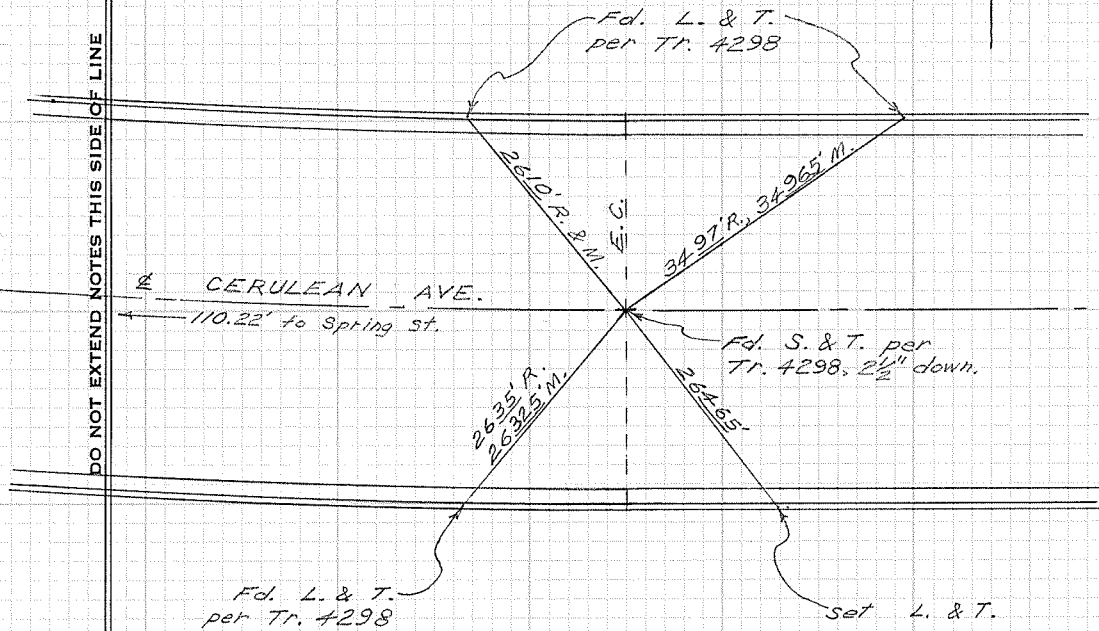 Fd. L. & T.
per Tr. 4298
DO NOT EXTEND NOTES THIS SIDE OF LINE
26.10' R. & M.
E.C.
34.97' R., 34.965' M.
℄ CERULEAN AVE.
110.22' to Spring St.
Fd. S. & T. per
Tr. 4298, 2½" down.
26.35' R.
26.325' M.
26.465'
Fd. L. & T.
per Tr. 4298
set L. & T.